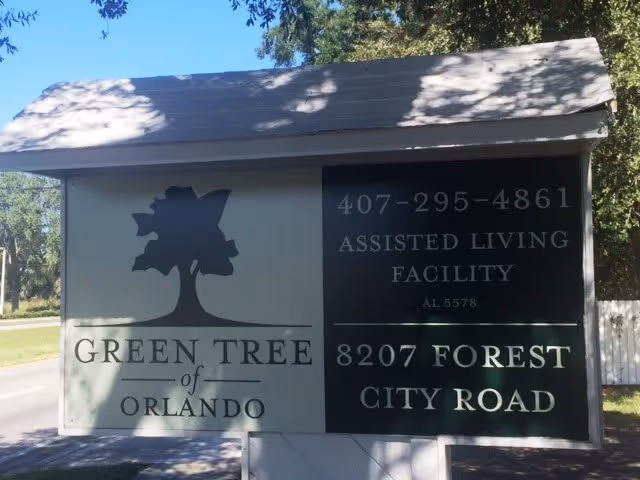 GREEN TREE
of
ORLANDO
407-295-4861
ASSISTED LIVING
FACILITY
AL 5578
8207 FOREST
CITY ROAD